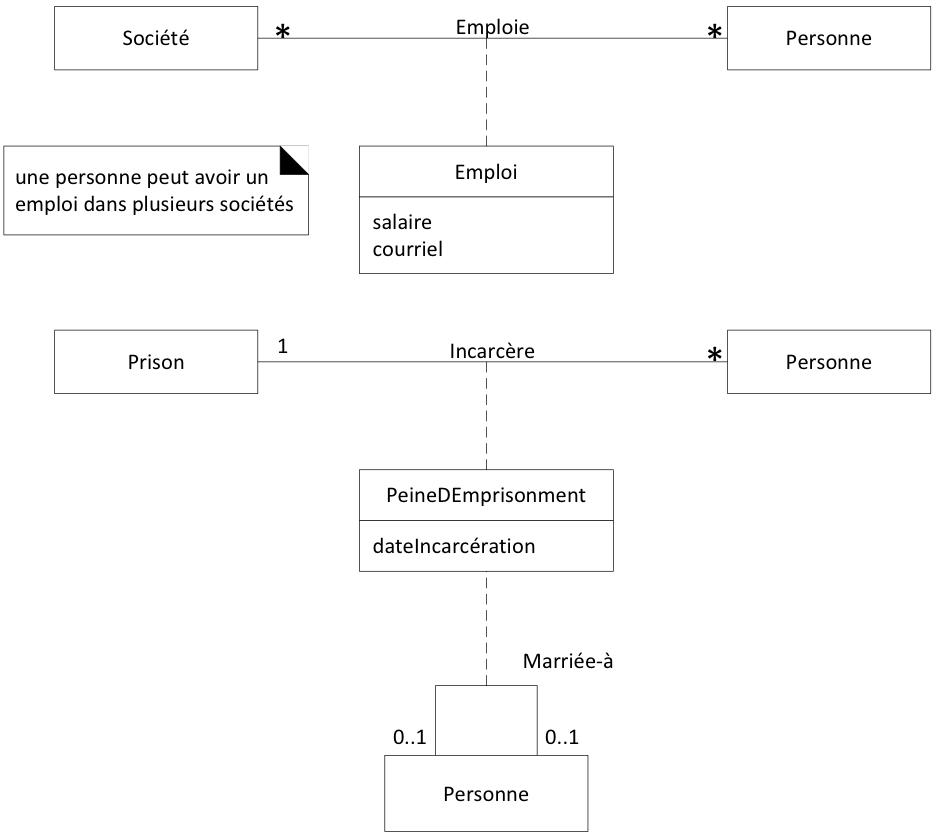 Société
*
Emploie
*
Personne
une personne peut avoir un
emploi dans plusieurs sociétés
Emploi
salaire
courriel
Prison
1
Incarcère
*
Personne
PeineDEmprisonment
dateIncarcération
Marriée-à
0..1
0..1
Personne